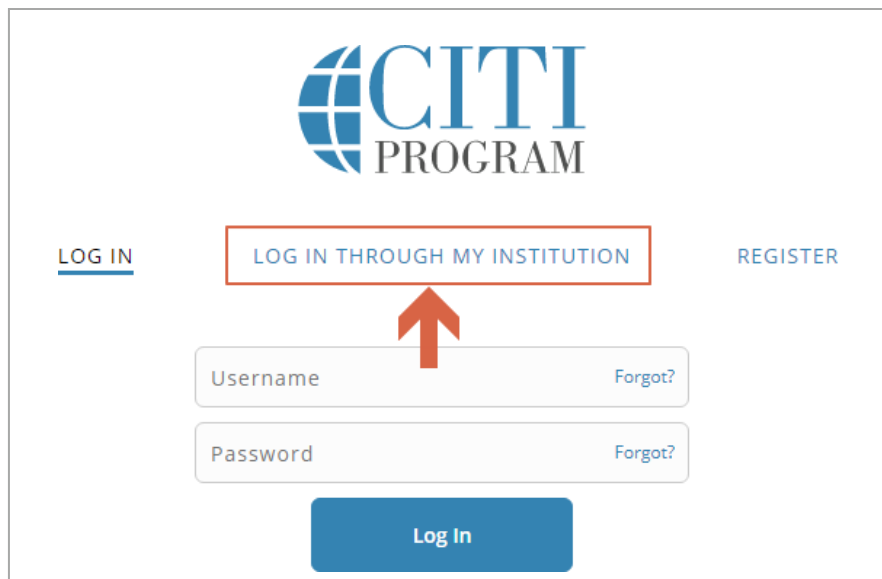 CITI
PROGRAM
LOG IN LOG IN THROUGH MY INSTITUTION REGISTER
Username Forgot?
Password Forgot?
Log In